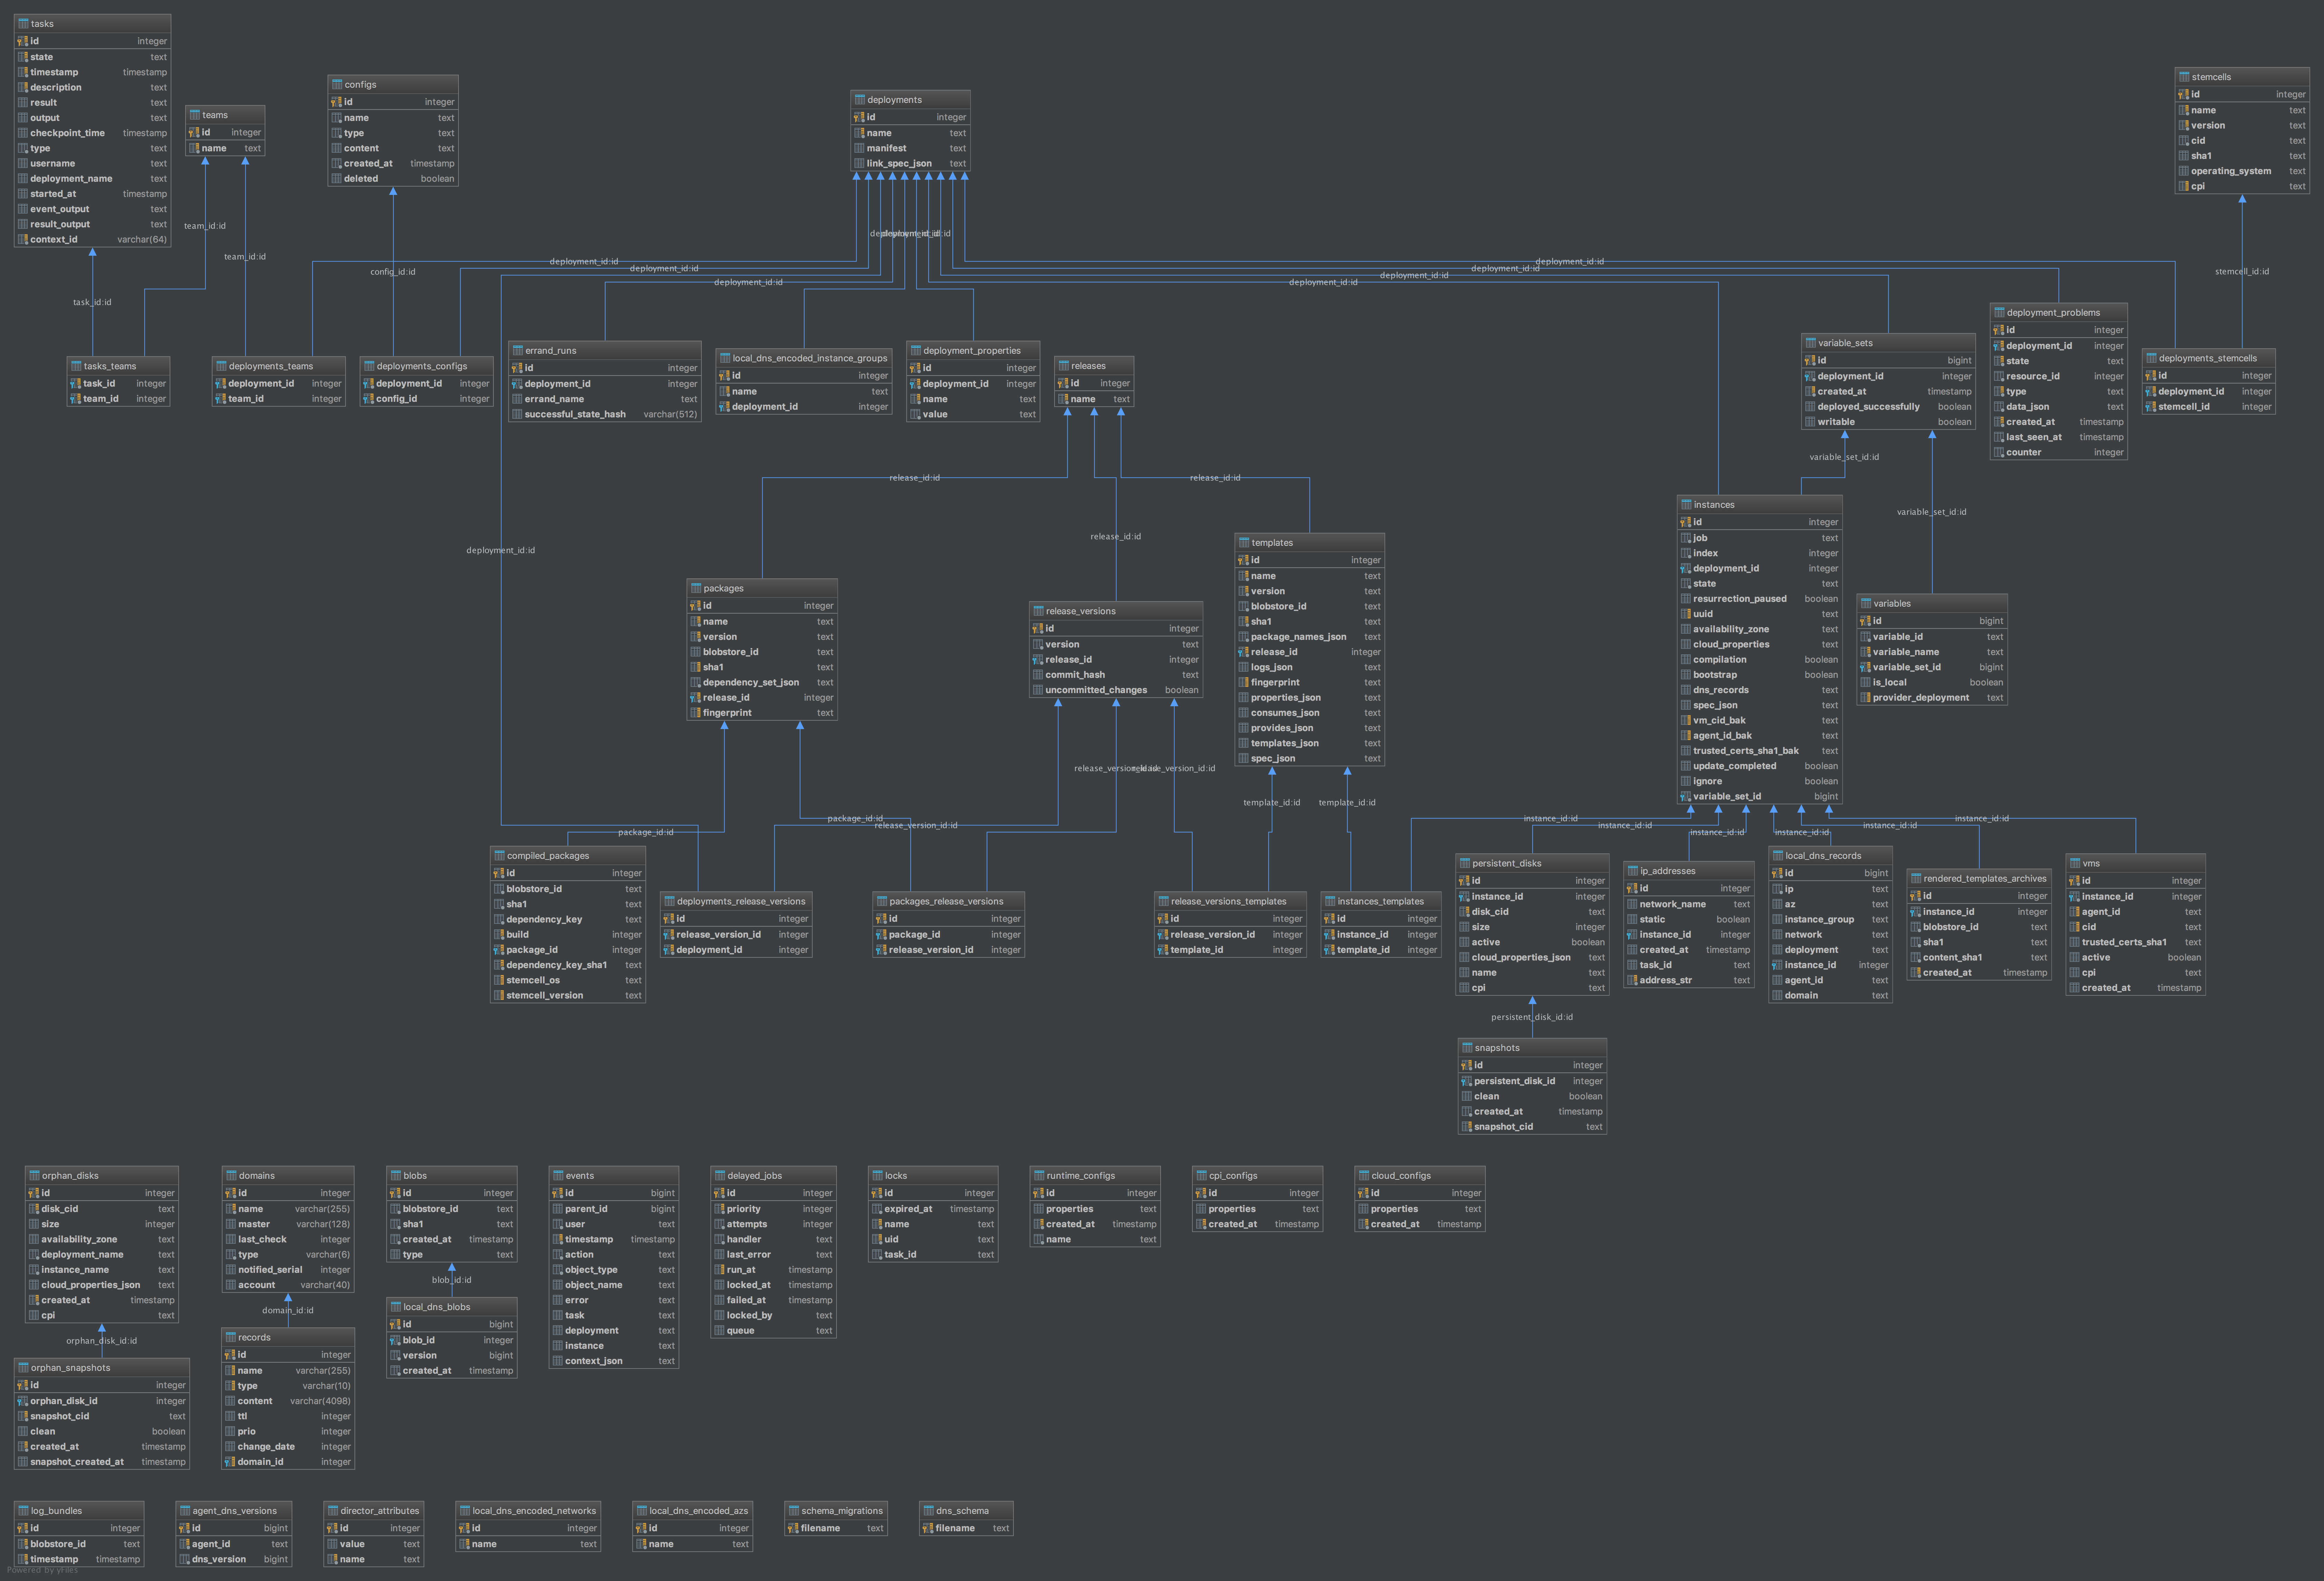 tasks
id integer
state text
timestamp timestamp
description text
result text
output text
checkpoint_time timestamp
type text
username text
deployment_name text
started_at timestamp
event_output text
result_output text
context_id varchar(64)
teams
id integer
name text
configs
id integer
name text
type text
content text
created_at timestamp
deleted boolean
deployments
id integer
name text
manifest text
link_spec_json text
stemcells
id integer
name text
version text
cid text
sha1 text
operating_system text
cpi text
team_id:id
team_id:id
config_id:id
task_id:id
deployment_id:id
deployment_id:id
deployment_id:id
deployment_id:id
deployment_id:id
deployment_id:id
deployment_id:id
deployment_id:id
deployment_id:id
stemcell_id:id
tasks_teams
task_id integer
team_id integer
deployments_teams
deployment_id integer
team_id integer
deployments_configs
deployment_id integer
config_id integer
errand_runs
id integer
deployment_id integer
errand_name text
successful_state_hash varchar(512)
local_dns_encoded_instance_groups
id integer
name text
deployment_id integer
deployment_properties
id integer
deployment_id integer
name text
value text
releases
id integer
name text
variable_sets
id bigint
deployment_id integer
created_at timestamp
deployed_successfully boolean
writable boolean
deployment_problems
id integer
deployment_id integer
state text
resource_id integer
type text
data_json text
created_at timestamp
last_seen_at timestamp
counter integer
deployments_stemcells
id integer
deployment_id integer
stemcell_id integer
release_id:id
release_id:id
release_id:id
deployment_id:id
variable_set_id:id
variable_set_id:id
packages
id integer
name text
version text
blobstore_id text
sha1 text
dependency_set_json text
release_id integer
fingerprint text
release_versions
id integer
version text
release_id integer
commit_hash text
uncommitted_changes boolean
templates
id integer
name text
version text
blobstore_id text
sha1 text
package_names_json text
release_id integer
logs_json text
fingerprint text
properties_json text
consumes_json text
provides_json text
templates_json text
spec_json text
instances
id integer
job text
index integer
deployment_id integer
state text
resurrection_paused boolean
uuid text
availability_zone text
cloud_properties text
compilation boolean
bootstrap boolean
dns_records text
spec_json text
vm_cid_bak text
agent_id_bak text
trusted_certs_sha1_bak text
update_completed boolean
ignore boolean
variable_set_id bigint
variables
id bigint
variable_id text
variable_name text
variable_set_id bigint
is_local boolean
provider_deployment text
release_version_id:id
release_version_id:id
template_id:id
template_id:id
package_id:id
package_id:id
release_version_id:id
instance_id:id
instance_id:id
instance_id:id
instance_id:id
instance_id:id
instance_id:id
compiled_packages
id integer
blobstore_id text
sha1 text
dependency_key text
build integer
package_id integer
dependency_key_sha1 text
stemcell_os text
stemcell_version text
deployments_release_versions
id integer
release_version_id integer
deployment_id integer
packages_release_versions
id integer
package_id integer
release_version_id integer
release_versions_templates
id integer
release_version_id integer
template_id integer
instances_templates
id integer
instance_id integer
template_id integer
persistent_disks
id integer
instance_id integer
disk_cid text
size integer
active boolean
cloud_properties_json text
name text
cpi text
ip_addresses
id integer
network_name text
static boolean
instance_id integer
created_at timestamp
task_id text
address_str text
local_dns_records
id bigint
ip text
az text
instance_group text
network text
deployment text
instance_id integer
agent_id text
domain text
rendered_templates_archives
id integer
instance_id integer
blobstore_id text
sha1 text
content_sha1 text
created_at timestamp
vms
id integer
instance_id integer
agent_id text
cid text
trusted_certs_sha1 text
active boolean
cpi text
created_at timestamp
persistent_disk_id:id
snapshots
id integer
persistent_disk_id integer
clean boolean
created_at timestamp
snapshot_cid text
orphan_disks
id integer
disk_cid text
size integer
availability_zone text
deployment_name text
instance_name text
cloud_properties_json text
created_at timestamp
cpi text
orphan_disk_id:id
orphan_snapshots
id integer
orphan_disk_id integer
snapshot_cid text
clean boolean
created_at timestamp
snapshot_created_at timestamp
domains
id integer
name varchar(255)
master varchar(128)
last_check integer
type varchar(6)
notified_serial integer
account varchar(40)
domain_id:id
records
id integer
name varchar(255)
type varchar(10)
content varchar(4098)
ttl integer
prio integer
change_date integer
domain_id integer
blobs
id integer
blobstore_id text
sha1 text
created_at timestamp
type text
blob_id:id
local_dns_blobs
id bigint
blob_id integer
version bigint
created_at timestamp
events
id bigint
parent_id bigint
user text
timestamp timestamp
action text
object_type text
object_name text
error text
task text
deployment text
instance text
context_json text
delayed_jobs
id integer
priority integer
attempts integer
handler text
last_error text
run_at timestamp
locked_at timestamp
failed_at timestamp
locked_by text
queue text
locks
id integer
expired_at timestamp
name text
uid text
task_id text
runtime_configs
id integer
properties text
created_at timestamp
name text
cpi_configs
id integer
properties text
created_at timestamp
cloud_configs
id integer
properties text
created_at timestamp
log_bundles
id integer
blobstore_id text
timestamp timestamp
agent_dns_versions
id bigint
agent_id text
dns_version bigint
director_attributes
id integer
value text
name text
local_dns_encoded_networks
id integer
name text
local_dns_encoded_azs
id integer
name text
schema_migrations
filename text
dns_schema
filename text
Powered by yFiles